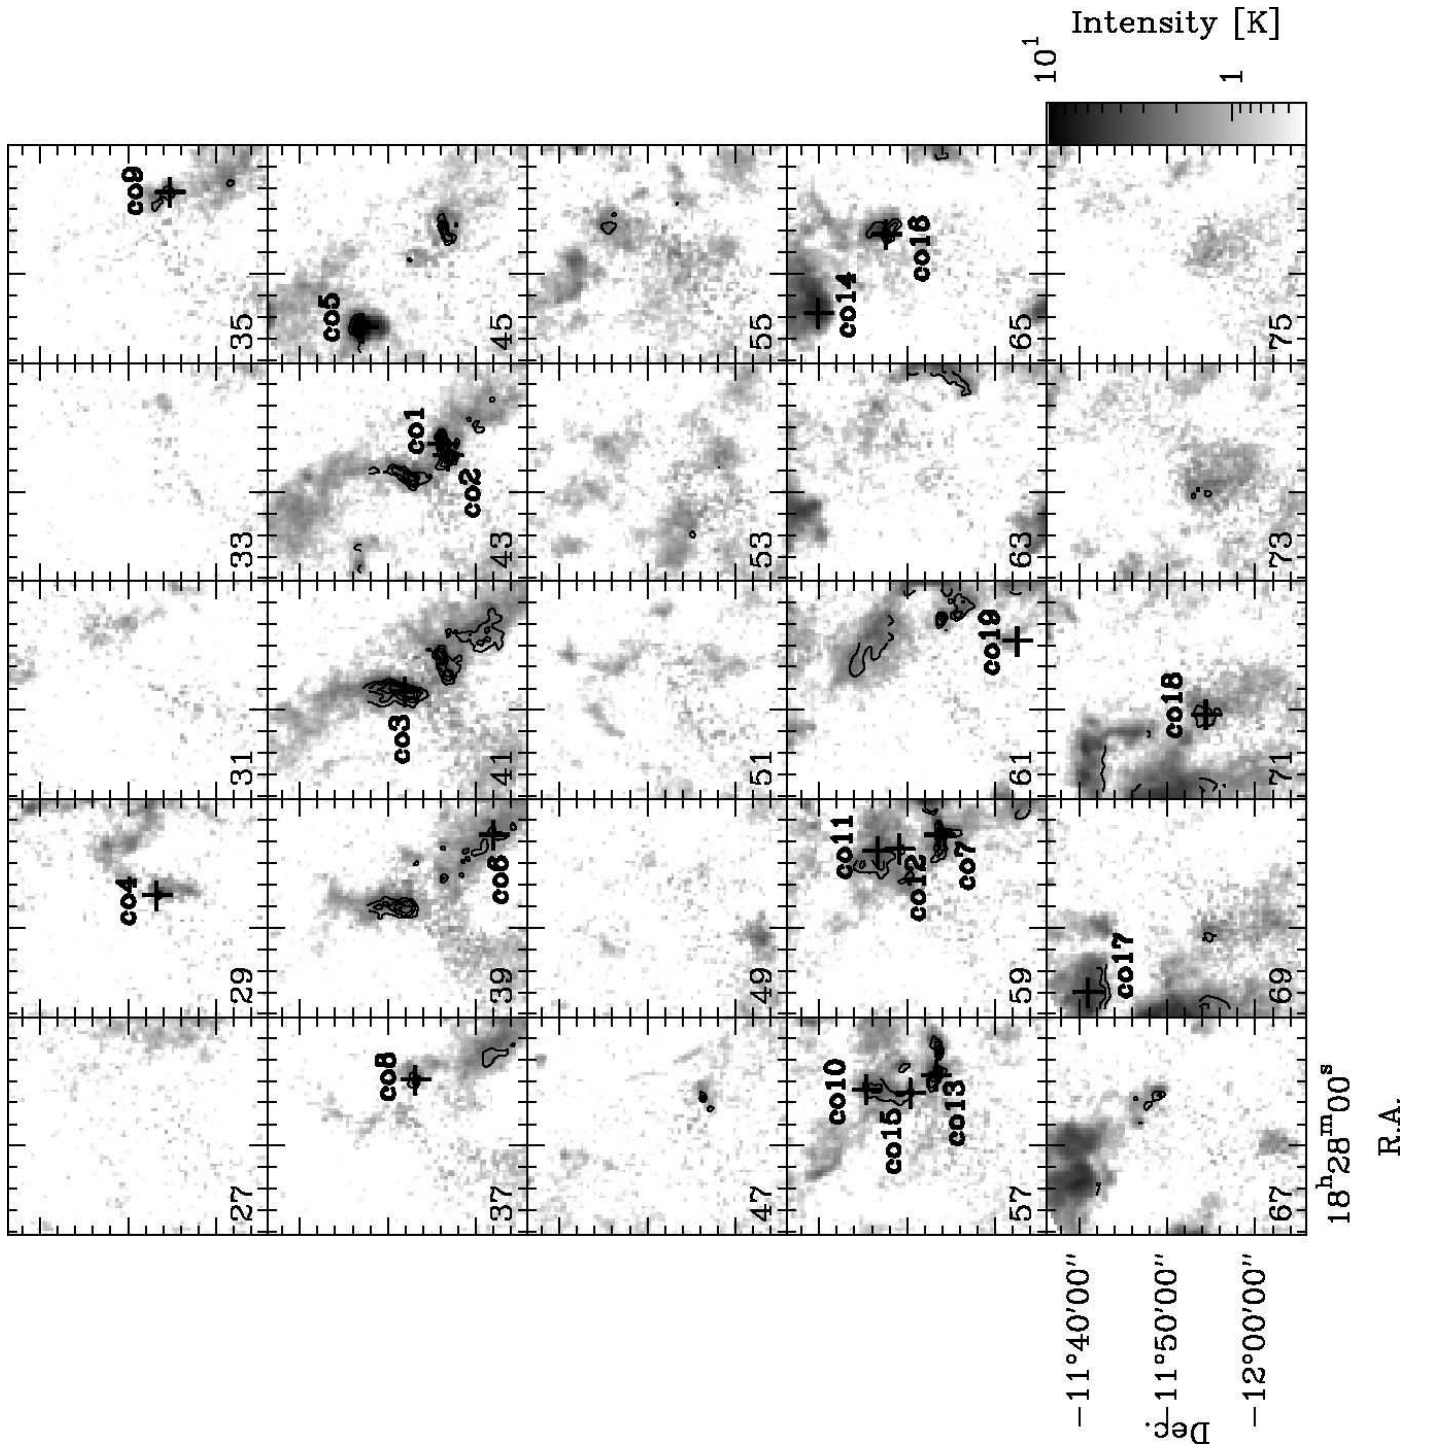 Intensity [K]
10¹ 1
co9
27 29 31 33 35
co4
co5
co1
co2
co3
co8
co6
37 39 41 43 45
47 49 51 53 55
co14
co16
co11
co12
co7
co10
co15
co13
co19
57 59 61 63 65
co18
co17
67 69 71 73 75
18ʰ28ᵐ00ˢ
R.A.
−11°40′00″
−11°50′00″
−12°00′00″
Dec.